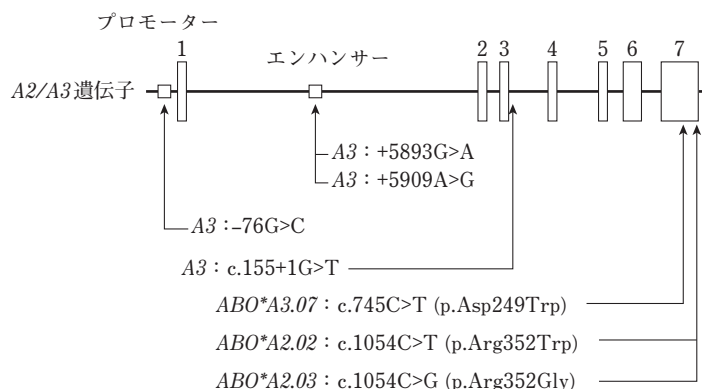 プロモーター
1
エンハンサー
2 3 4 5 6 7
A2/A3遺伝子
A3：+5893G>A
A3：+5909A>G
A3：–76G>C
A3：c.155+1G>T
ABO*A3.07：c.745C>T (p.Asp249Trp)
ABO*A2.02：c.1054C>T (p.Arg352Trp)
ABO*A2.03：c.1054C>G (p.Arg352Gly)